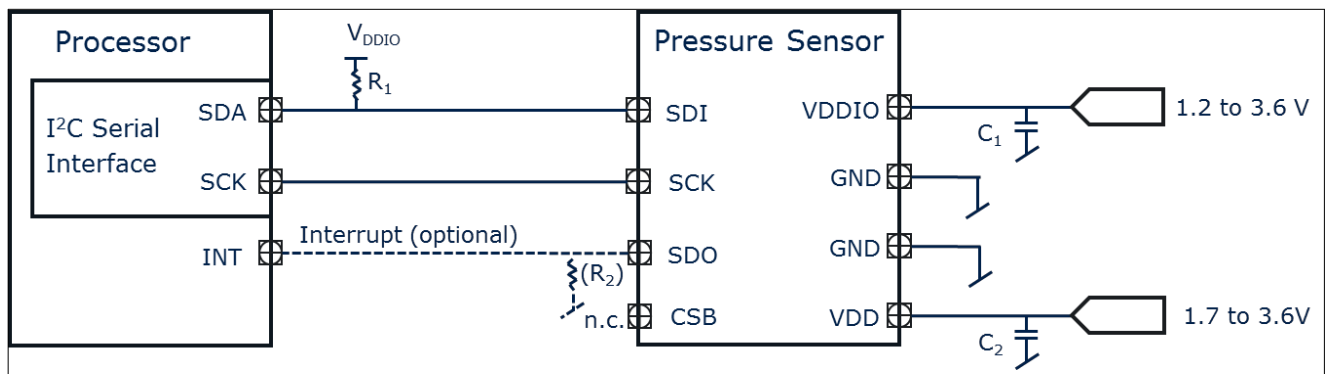 Processor
I²C Serial
Interface
SDA
SCK
INT
V_DDIO
R₁
Interrupt (optional)
(R₂)
n.c.
Pressure Sensor
SDI
SCK
SDO
CSB
VDDIO
GND
GND
VDD
C₁
1.2 to 3.6 V
C₂
1.7 to 3.6V